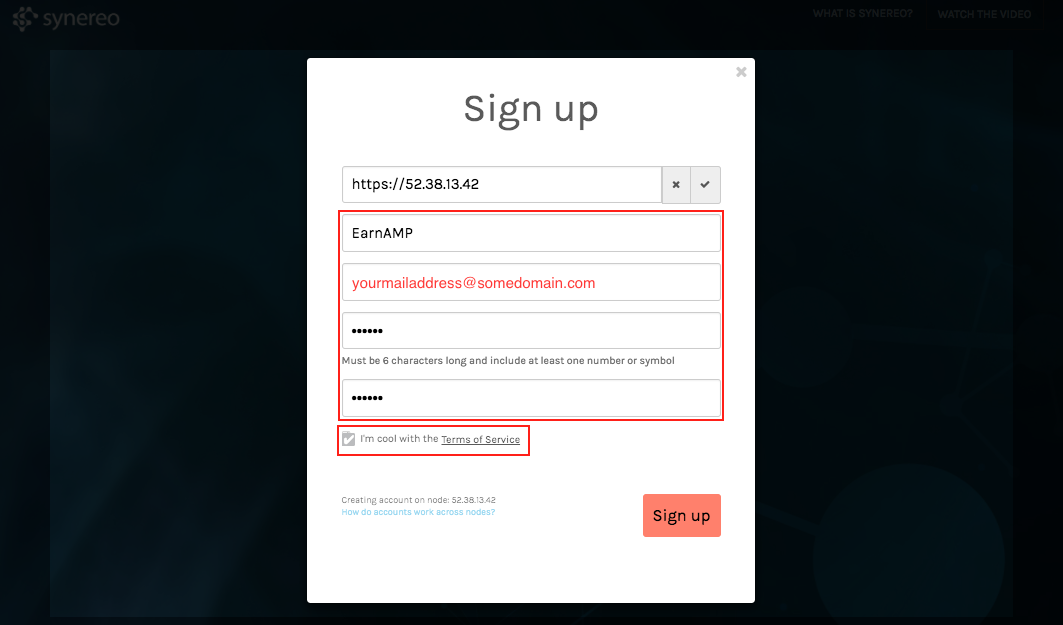 synereo
WHAT IS SYNEREO? WATCH THE VIDEO
Sign up
https://52.38.13.42
EarnAMP
yourmailaddress@somedomain.com
••••••
Must be 6 characters long and include at least one number or symbol
••••••
I'm cool with the Terms of Service
Creating account on node: 52.38.13.42
How do accounts work across nodes?
Sign up